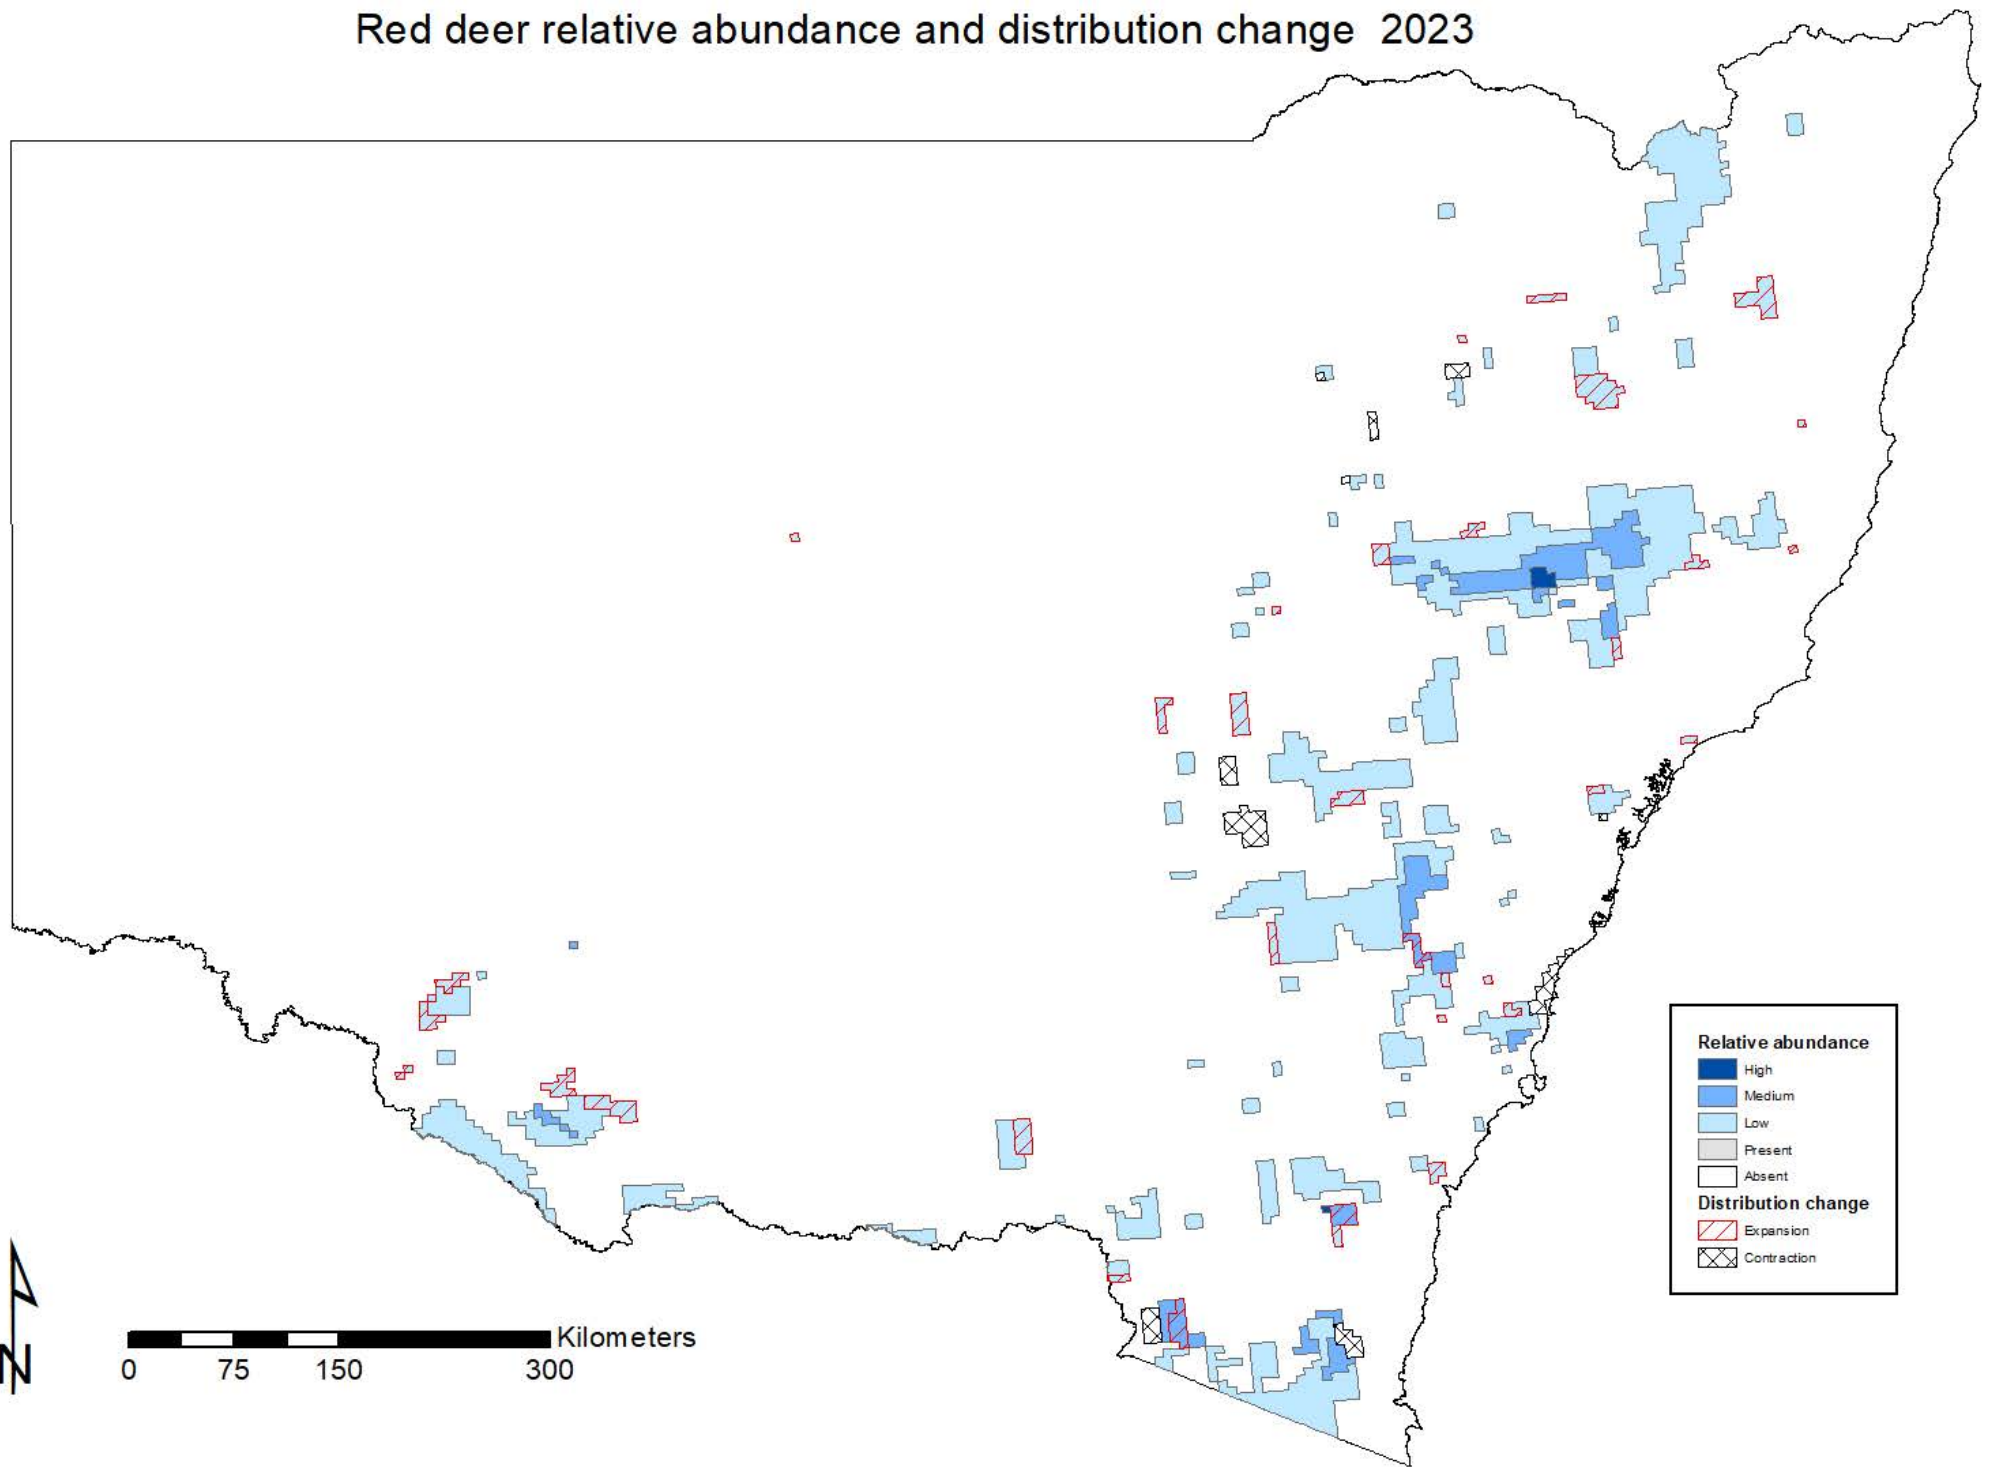 Red deer relative abundance and distribution change 2023
Relative abundance
High
Medium
Low
Present
Absent
Distribution change
Expansion
Contraction
Kilometers
0 75 150 300
N